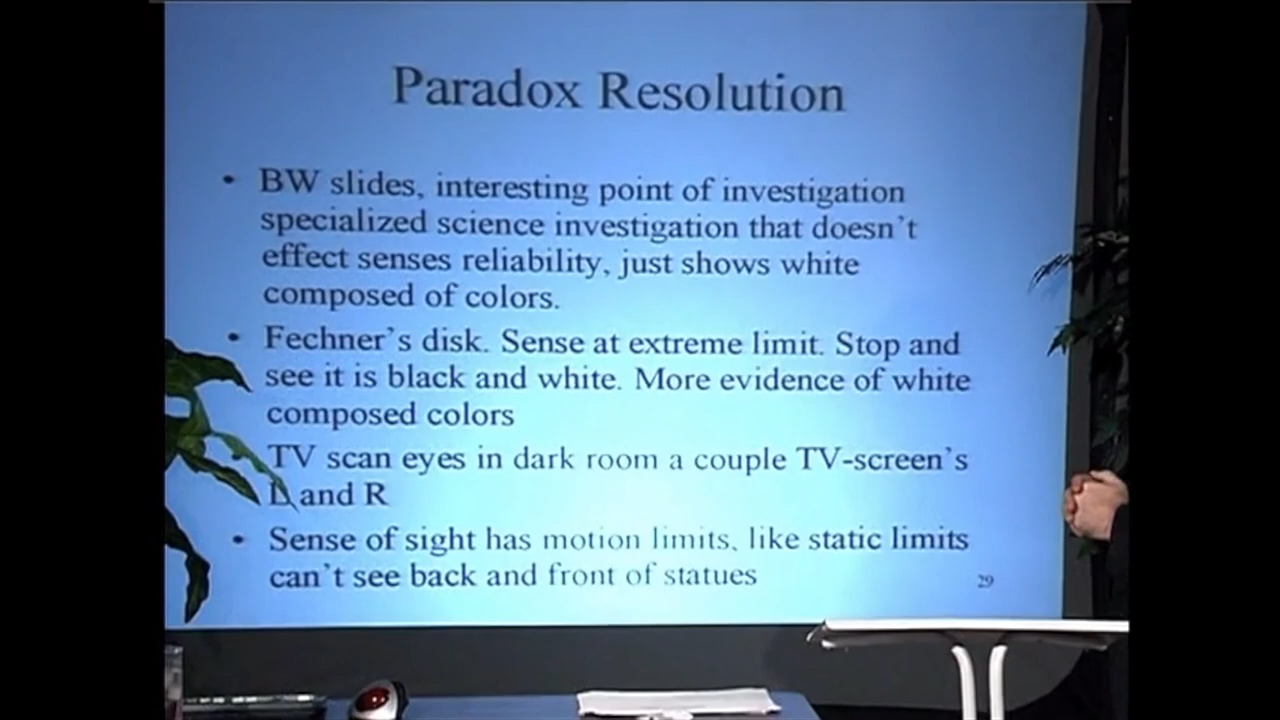 Paradox Resolution
• BW slides, interesting point of investigation
specialized science investigation that doesn't
effect senses reliability, just shows white
composed of colors.
• Fechner's disk. Sense at extreme limit. Stop and
see it is black and white. More evidence of white
composed colors
TV scan eyes in dark room a couple TV-screen's
L and R
• Sense of sight has motion limits, like static limits
can't see back and front of statues
29